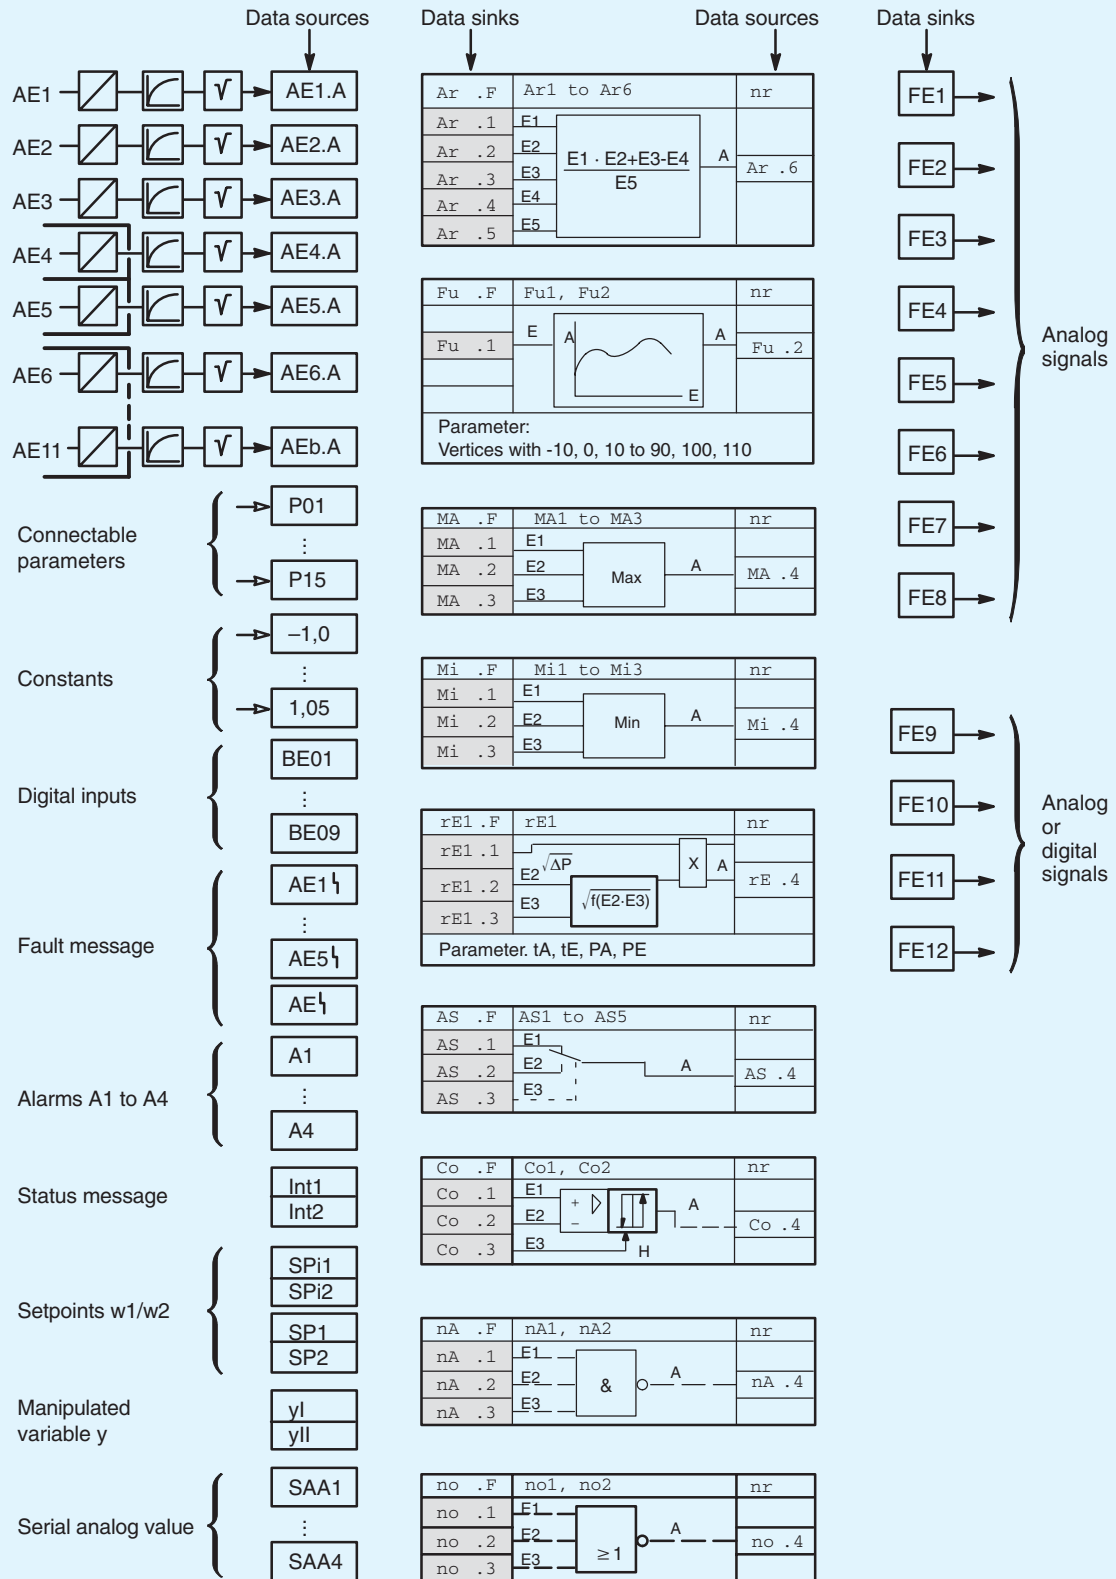 Data sources
Data sinks
Data sources
Data sinks
AE1 √ AE1.A
AE2 √ AE2.A
AE3 √ AE3.A
AE4 √ AE4.A
AE5 √ AE5.A
AE6 √ AE6.A
AE11 √ AEb.A
Connectable
parameters
P01
⋮
P15
Constants
–1,0
⋮
1,05
Digital inputs
BE01
⋮
BE09
Fault message
AE1
⋮
AE5
AE
Alarms A1 to A4
A1
⋮
A4
Status message
Int1
Int2
Setpoints w1/w2
SPi1
SPi2
SP1
SP2
Manipulated
variable y
yI
yII
Serial analog value
SAA1
⋮
SAA4
Ar .F Ar1 to Ar6 nr
Ar .1 E1
Ar .2 E2
Ar .3 E3
Ar .4 E4
Ar .5 E5
E1 · E2+E3-E4
E5
A Ar .6
Fu .F Fu1, Fu2 nr
Fu .1 E A E A Fu .2
Parameter:
Vertices with -10, 0, 10 to 90, 100, 110
MA .F MA1 to MA3 nr
MA .1 E1
MA .2 E2 Max A MA .4
MA .3 E3
Mi .F Mi1 to Mi3 nr
Mi .1 E1
Mi .2 E2 Min A Mi .4
Mi .3 E3
rE1 .F rE1 nr
rE1 .1
rE1 .2 E2 √ΔP X A rE .4
rE1 .3 E3 √f(E2·E3)
Parameter. tA, tE, PA, PE
AS .F AS1 to AS5 nr
AS .1 E1
AS .2 E2 A AS .4
AS .3 E3
Co .F Co1, Co2 nr
Co .1 E1 +
Co .2 E2 – A Co .4
Co .3 E3 H
nA .F nA1, nA2 nr
nA .1 E1
nA .2 E2 & A nA .4
nA .3 E3
no .F no1, no2 nr
no .1 E1
no .2 E2 ≥1 A no .4
no .3 E3
FE1
FE2
FE3
FE4
FE5
FE6
FE7
FE8
Analog
signals
FE9
FE10
FE11
FE12
Analog
or
digital
signals